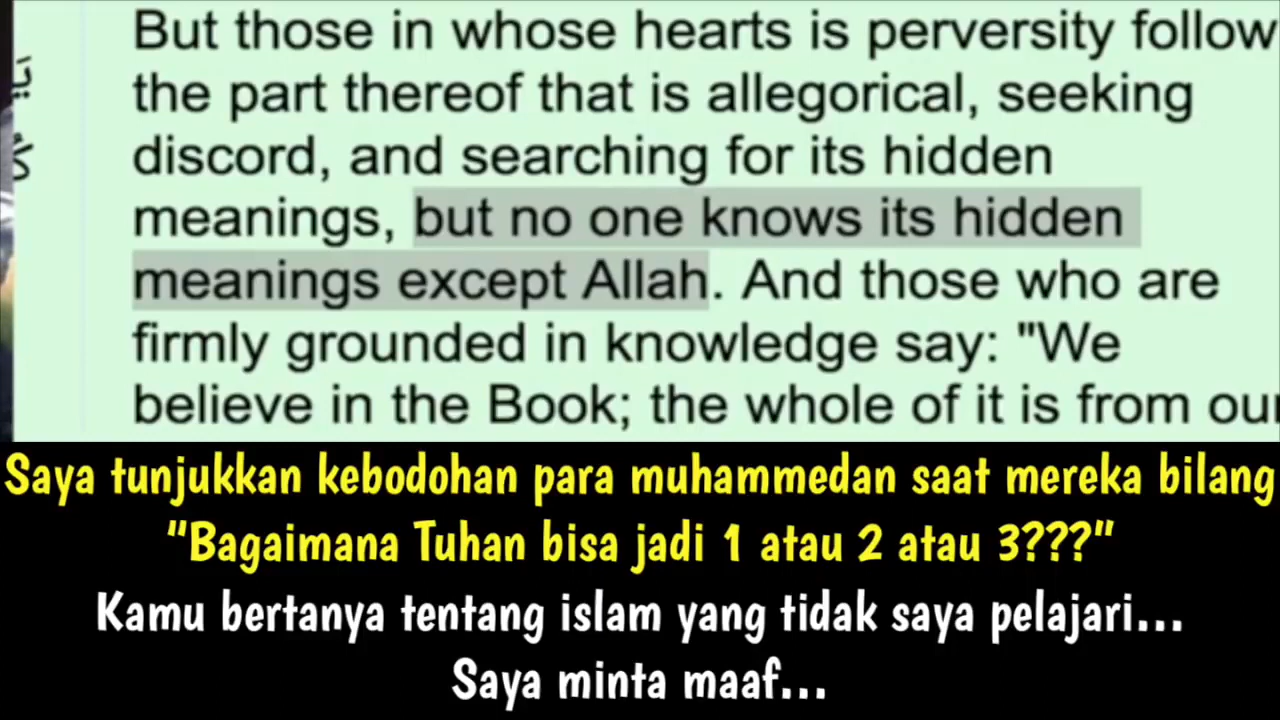 But those in whose hearts is perversity follow
the part thereof that is allegorical, seeking
discord, and searching for its hidden
meanings, but no one knows its hidden
meanings except Allah. And those who are
firmly grounded in knowledge say: "We
believe in the Book; the whole of it is from our
Saya tunjukkan kebodohan para muhammedan saat mereka bilang
"Bagaimana Tuhan bisa jadi 1 atau 2 atau 3???"
Kamu bertanya tentang islam yang tidak saya pelajari...
Saya minta maaf...